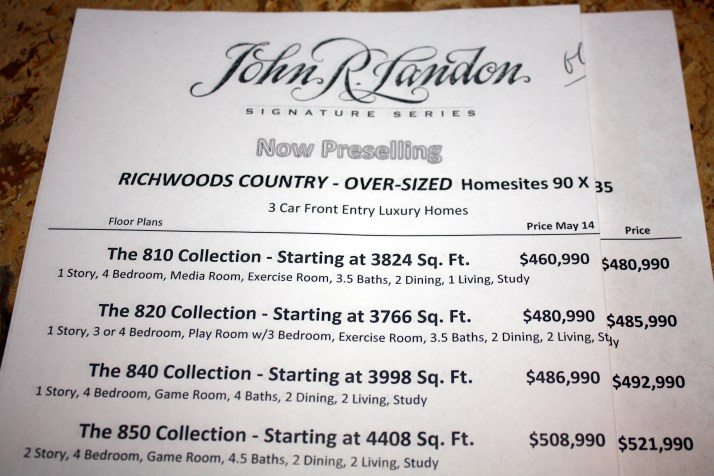 John R. Landon
SIGNATURE SERIES
Now Preselling
RICHWOODS COUNTRY - OVER-SIZED Homesites 90 X 35
3 Car Front Entry Luxury Homes
Floor Plans Price May 14 Price
The 810 Collection - Starting at 3824 Sq. Ft. $460,990 $480,990
1 Story, 4 Bedroom, Media Room, Exercise Room, 3.5 Baths, 2 Dining, 1 Living, Study
The 820 Collection - Starting at 3766 Sq. Ft. $480,990 $485,990
1 Story, 3 or 4 Bedroom, Play Room w/3 Bedroom, Exercise Room, 3.5 Baths, 2 Dining, 2 Living, Study
The 840 Collection - Starting at 3998 Sq. Ft. $486,990 $492,990
1 Story, 4 Bedroom, Game Room, 4 Baths, 2 Dining, 2 Living, Study
The 850 Collection - Starting at 4408 Sq. Ft. $508,990 $521,990
2 Story, 4 Bedroom, Game Room, 4.5 Baths, 2 Dining, 2 Living, Study